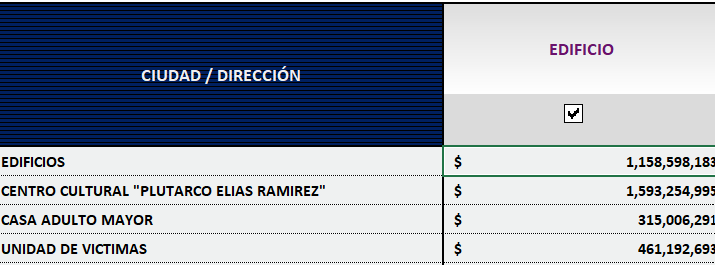 CIUDAD / DIRECCIÓN
EDIFICIO
EDIFICIOS $ 1,158,598,183
CENTRO CULTURAL "PLUTARCO ELIAS RAMIREZ" $ 1,593,254,995
CASA ADULTO MAYOR $ 315,006,291
UNIDAD DE VICTIMAS $ 461,192,693